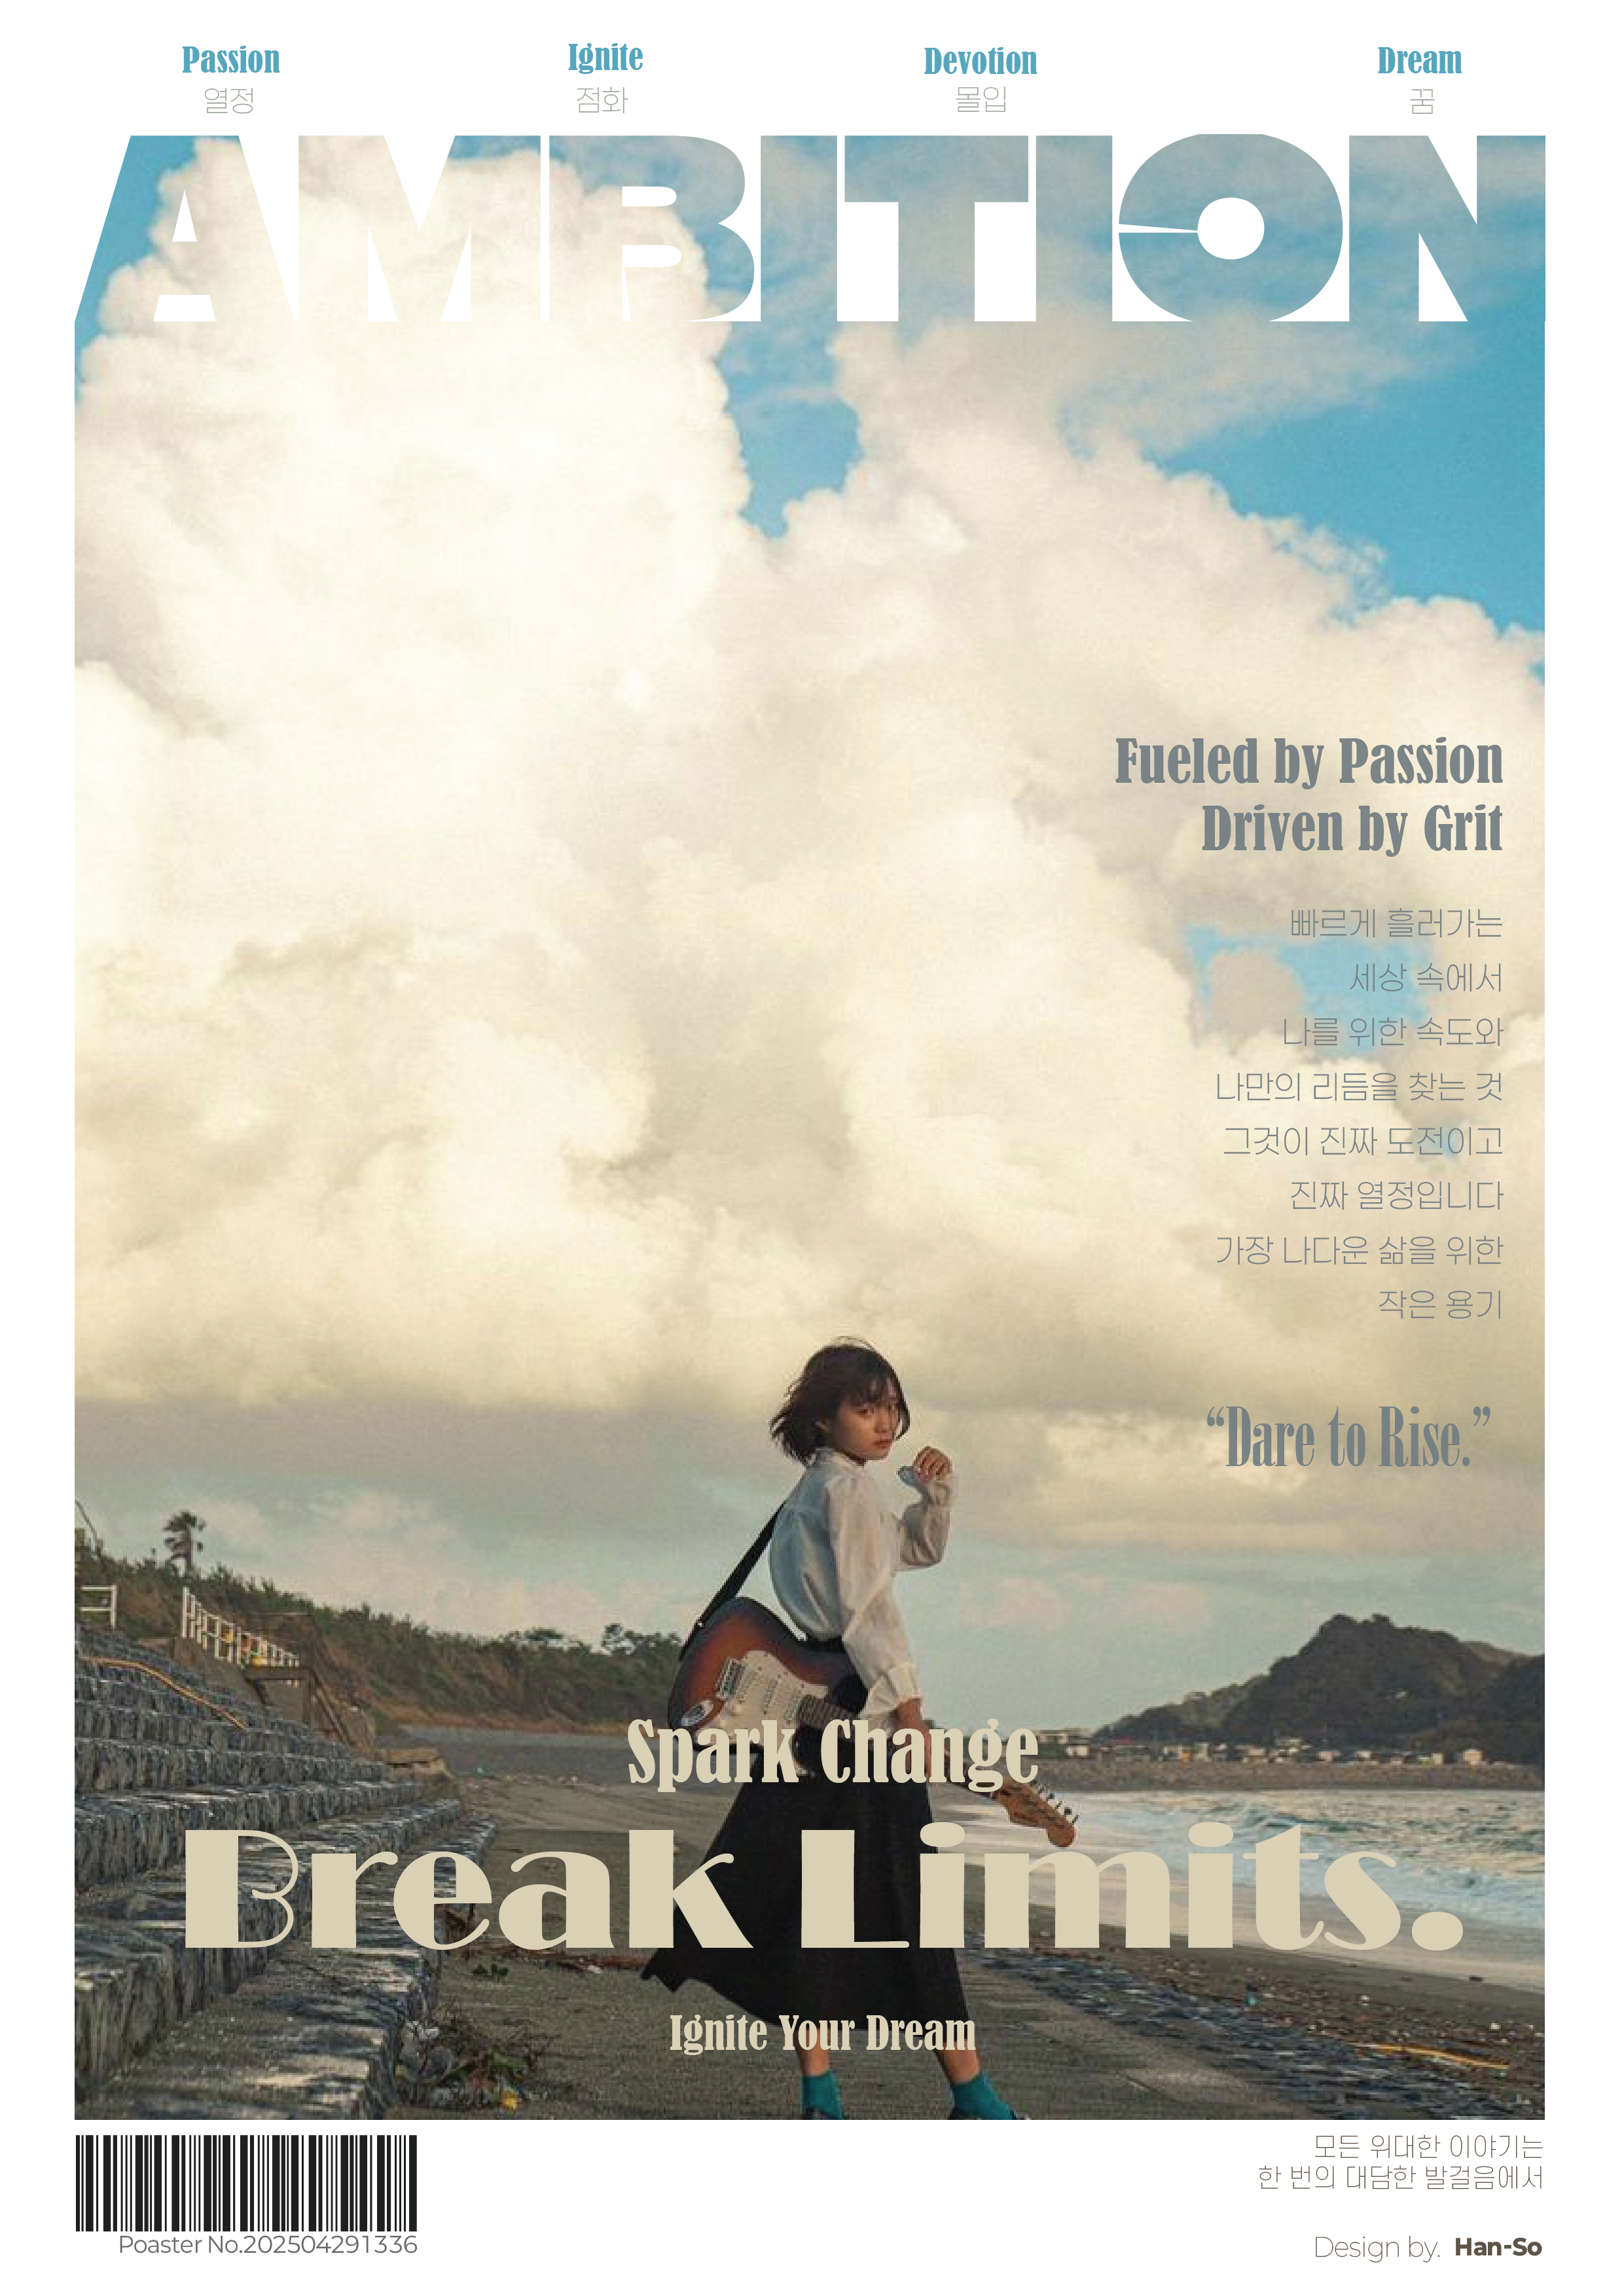 Passion
열정
Ignite
점화
Devotion
몰입
Dream
꿈
AMBITION
Fueled by Passion
Driven by Grit
빠르게 흘러가는
세상 속에서
나를 위한 속도와
나만의 리듬을 찾는 것
그것이 진짜 도전이고
진짜 열정입니다
가장 나다운 삶을 위한
작은 용기
“Dare to Rise.”
Spark Change
Break Limits.
Ignite Your Dream
Poaster No.202504291336
모든 위대한 이야기는
한 번의 대담한 발걸음에서
Design by. Han-So